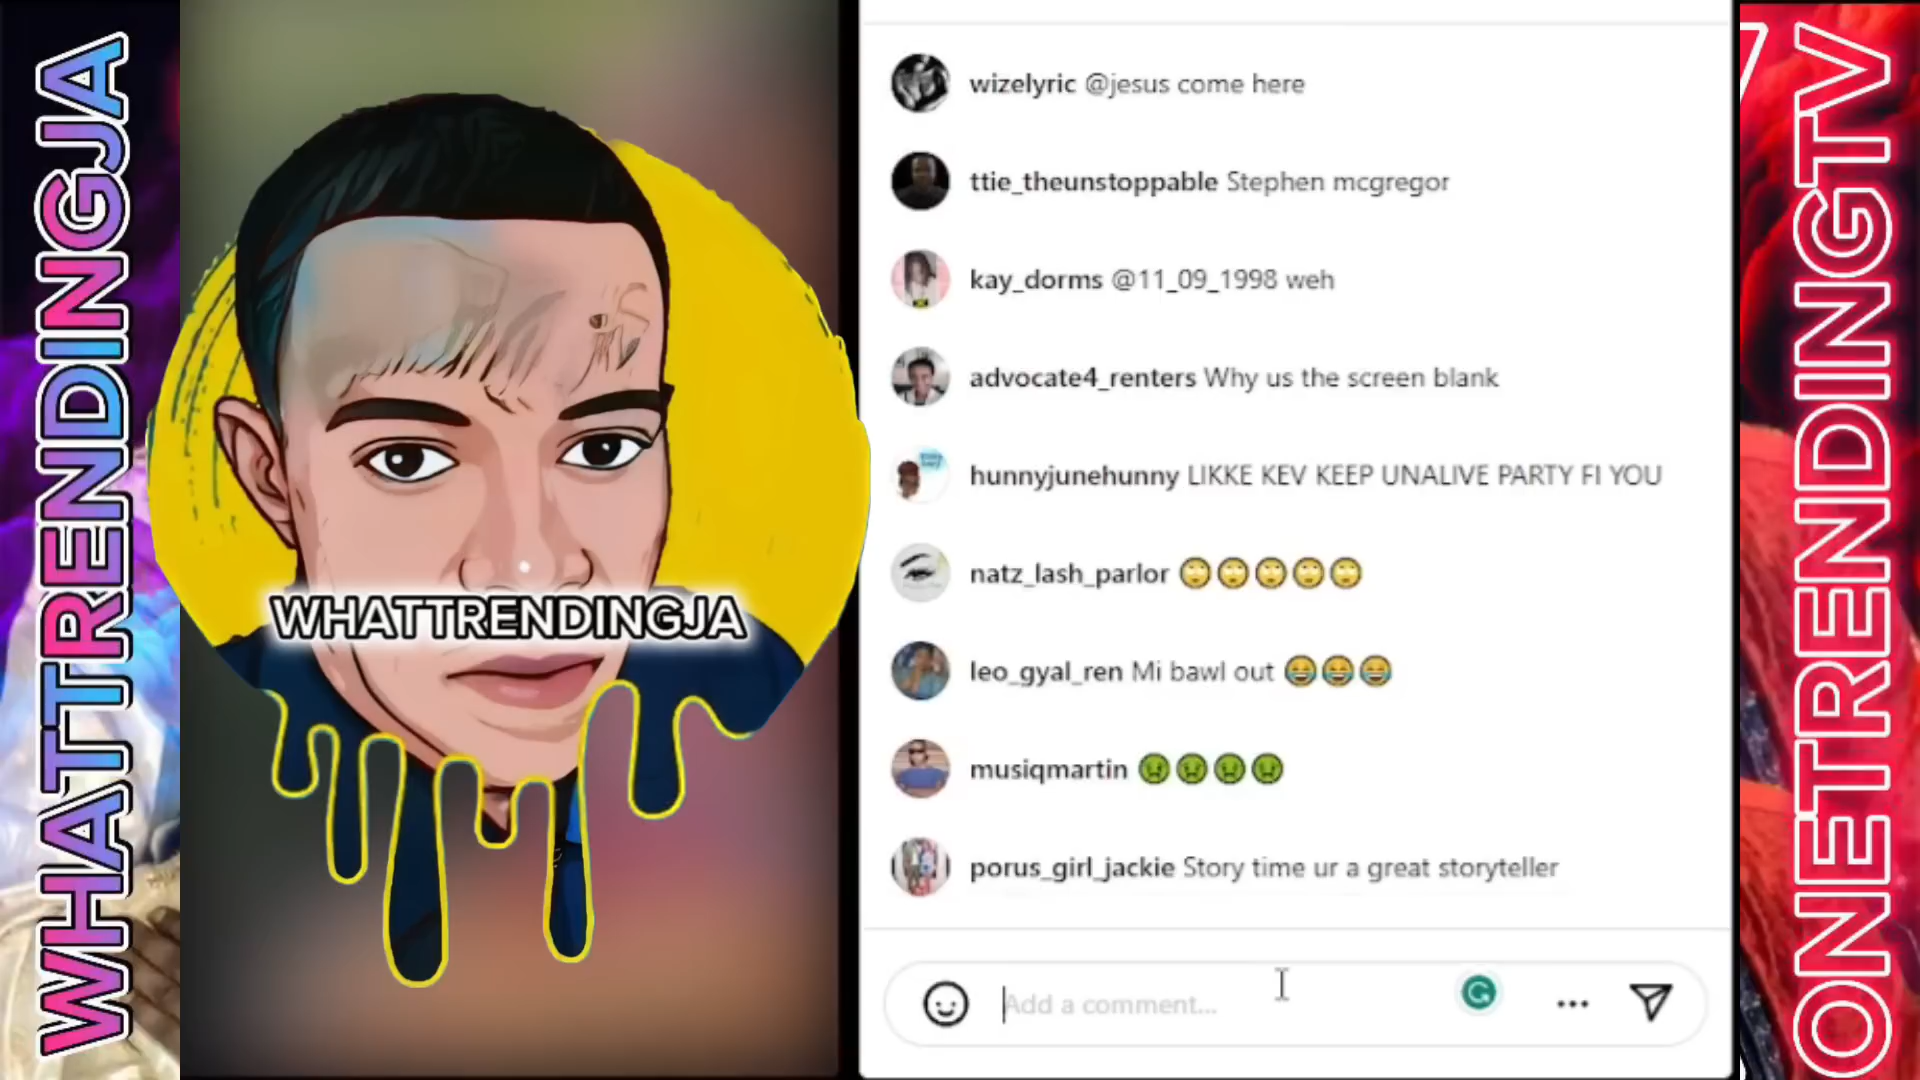 WHATTRENDINGJA
WHATTRENDINGJA
wizelyric @jesus come here
ttie_theunstoppable Stephen mcgregor
kay_dorms @11_09_1998 weh
advocate4_renters Why us the screen blank
hunnyjunehunny LIKKE KEV KEEP UNALIVE PARTY FI YOU
natz_lash_parlor 🙄🙄🙄🙄🙄
leo_gyal_ren Mi bawl out 😂😂😂
musiqmartin 🤢🤢🤢🤢
porus_girl_jackie Story time ur a great storyteller
Add a comment...
ONETRENDINGTV